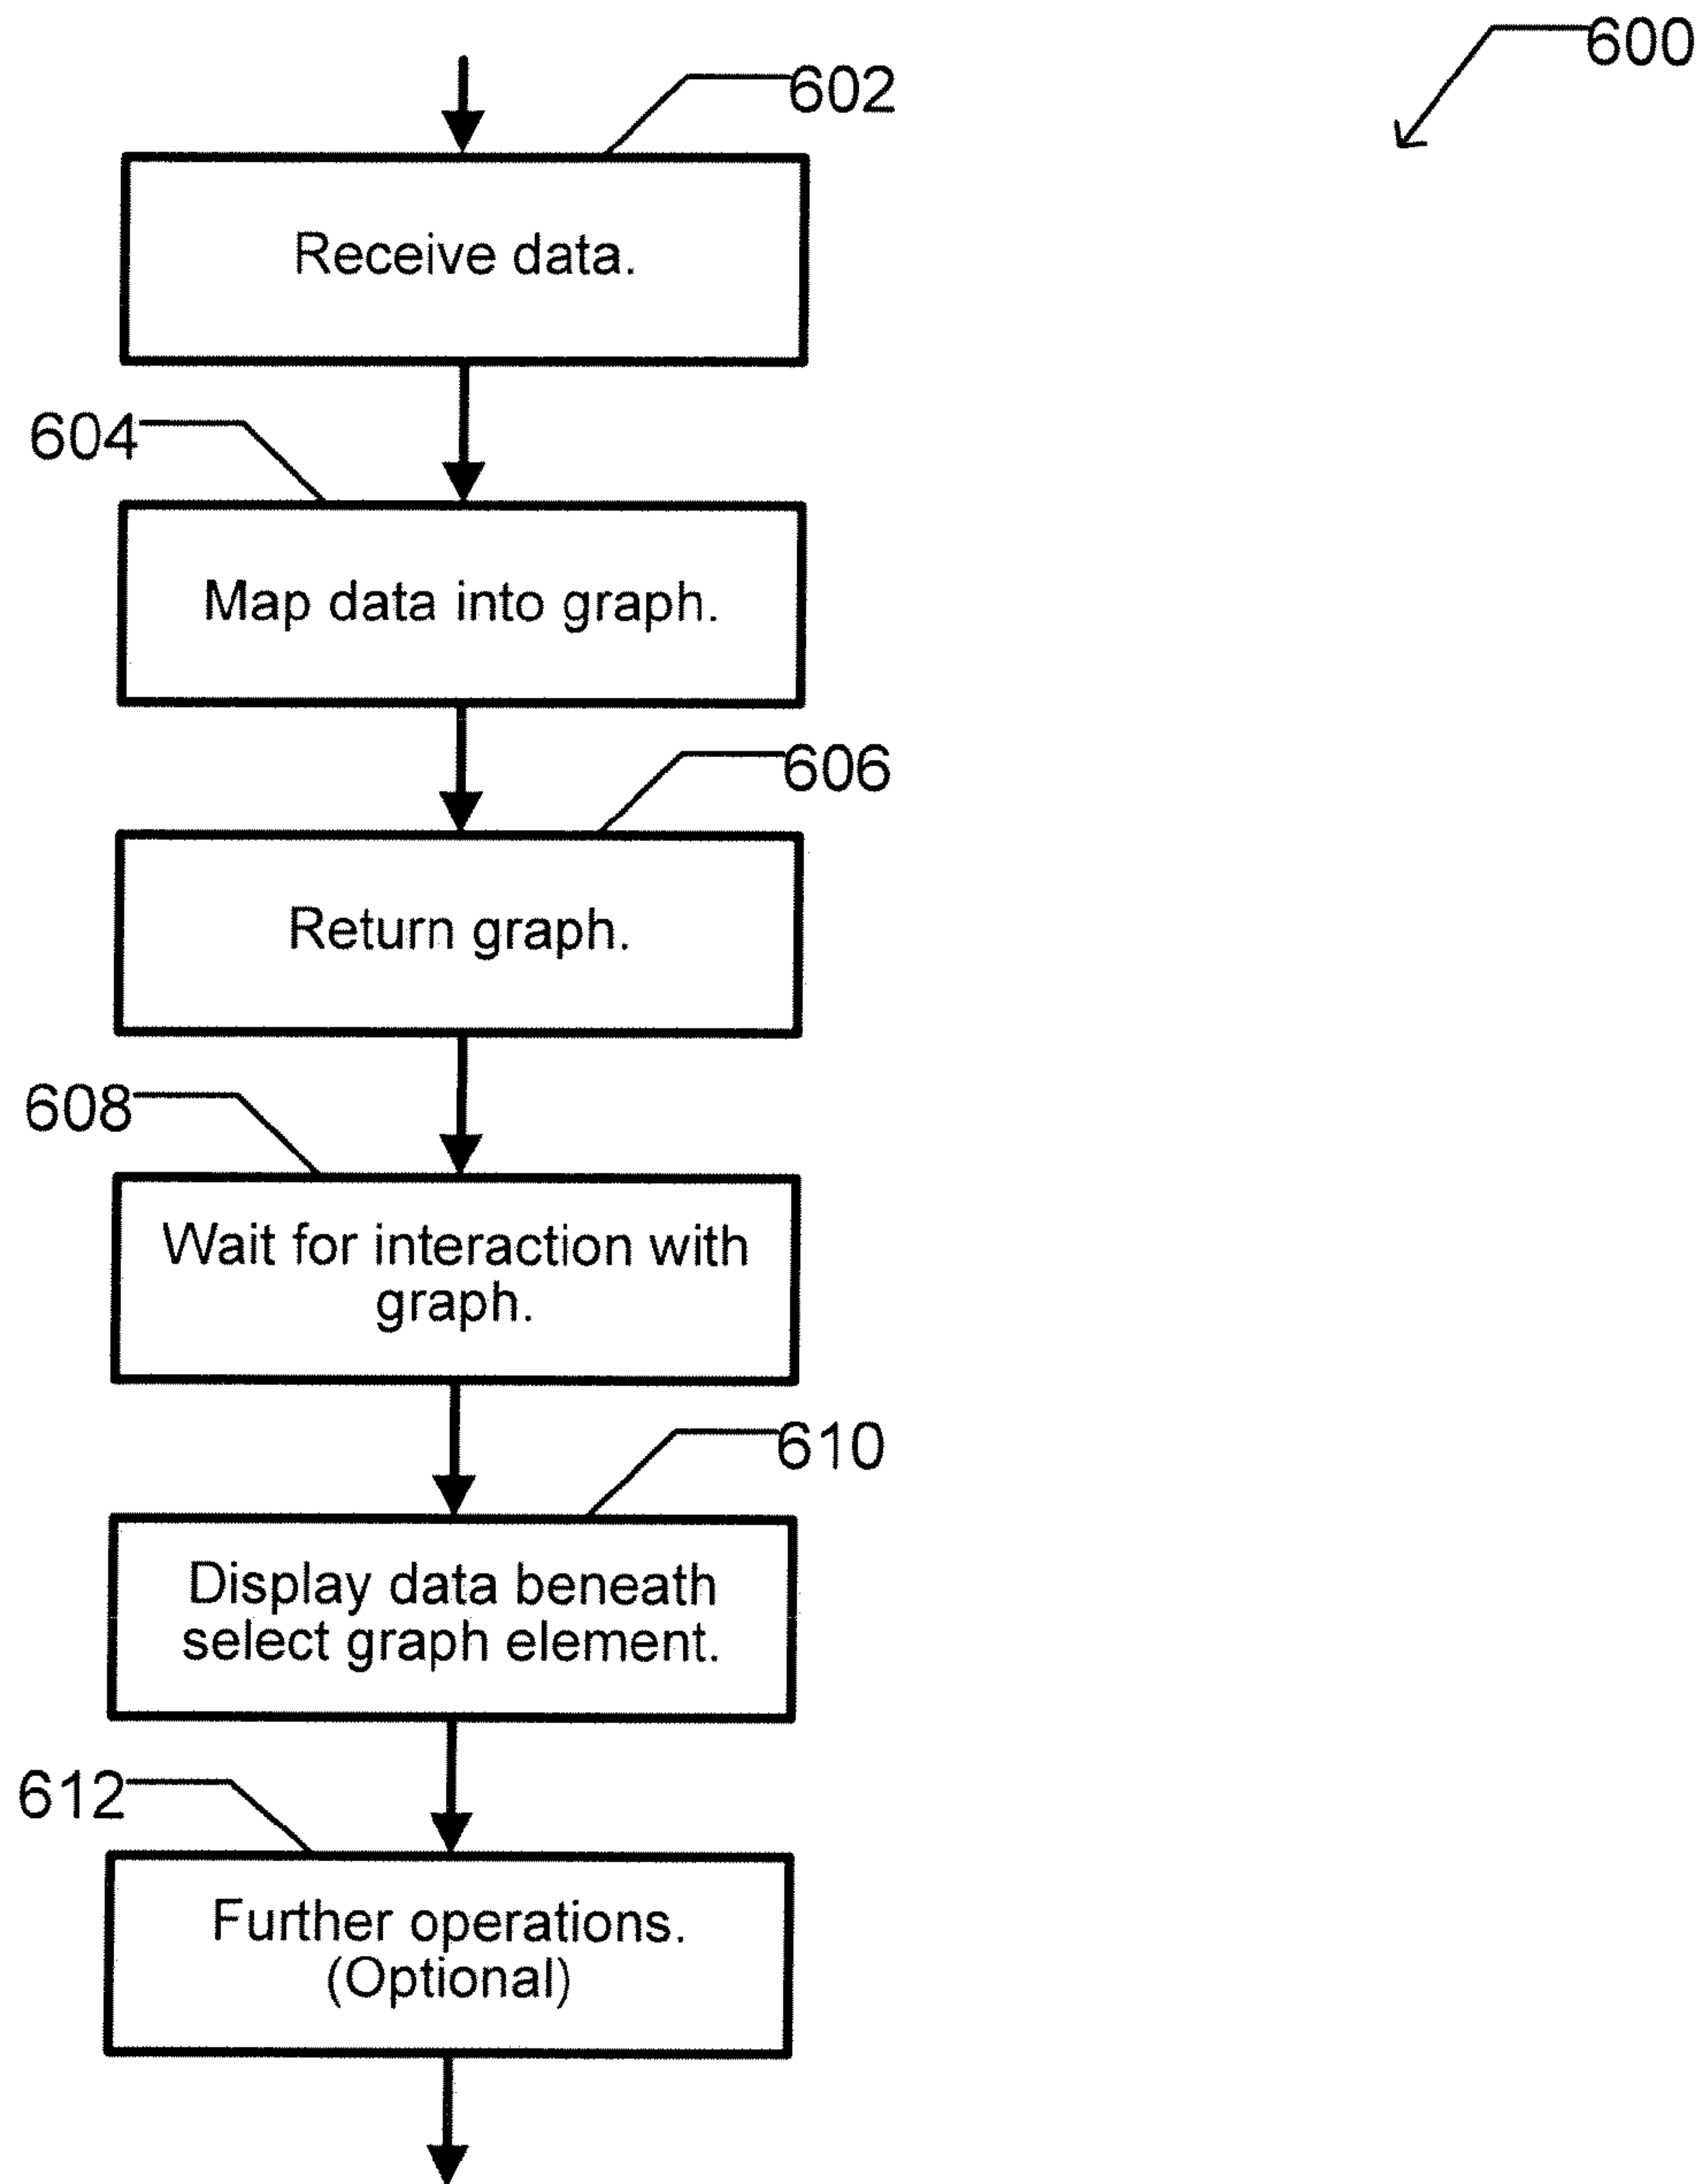 600
602
Receive data.
604
Map data into graph.
606
Return graph.
608
Wait for interaction with
graph.
610
Display data beneath
select graph element.
612
Further operations.
(Optional)